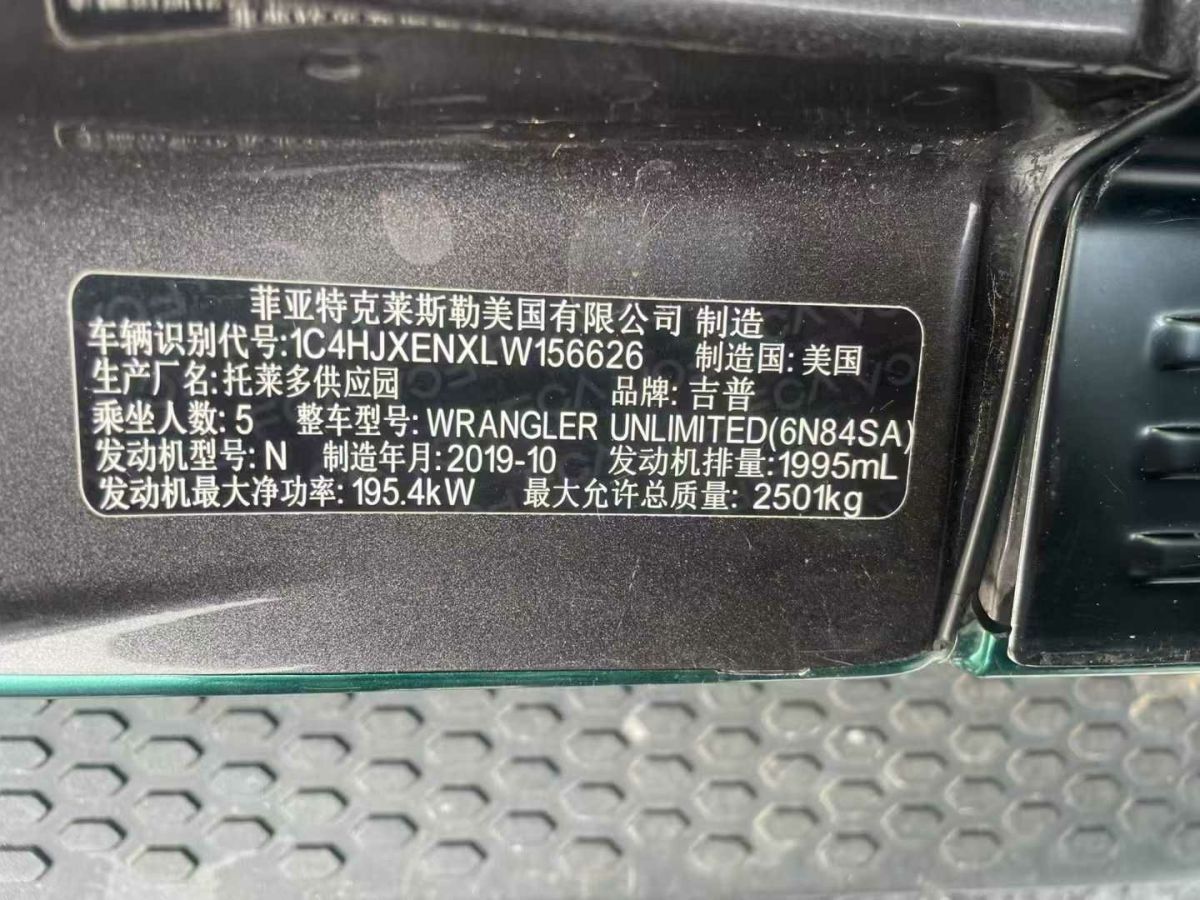 菲亚特克莱斯勒美国有限公司 制造
车辆识别代号:1C4HJXENXLW156626 制造国:美国
生产厂名:托莱多供应园 品牌:吉普
乘坐人数:5 整车型号:WRANGLER UNLIMITED(6N84SA)
发动机型号:N 制造年月:2019-10 发动机排量:1995mL
发动机最大净功率:195.4kW 最大允许总质量:2501kg